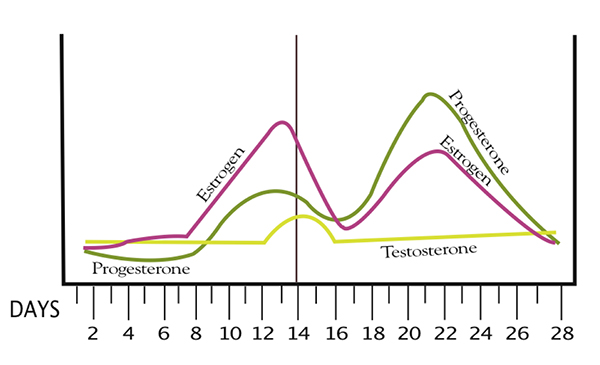 Progesterone
Estrogen
Progesterone
Estrogen
Testosterone
DAYS
2 4 6 8 10 12 14 16 18 20 22 24 26 28